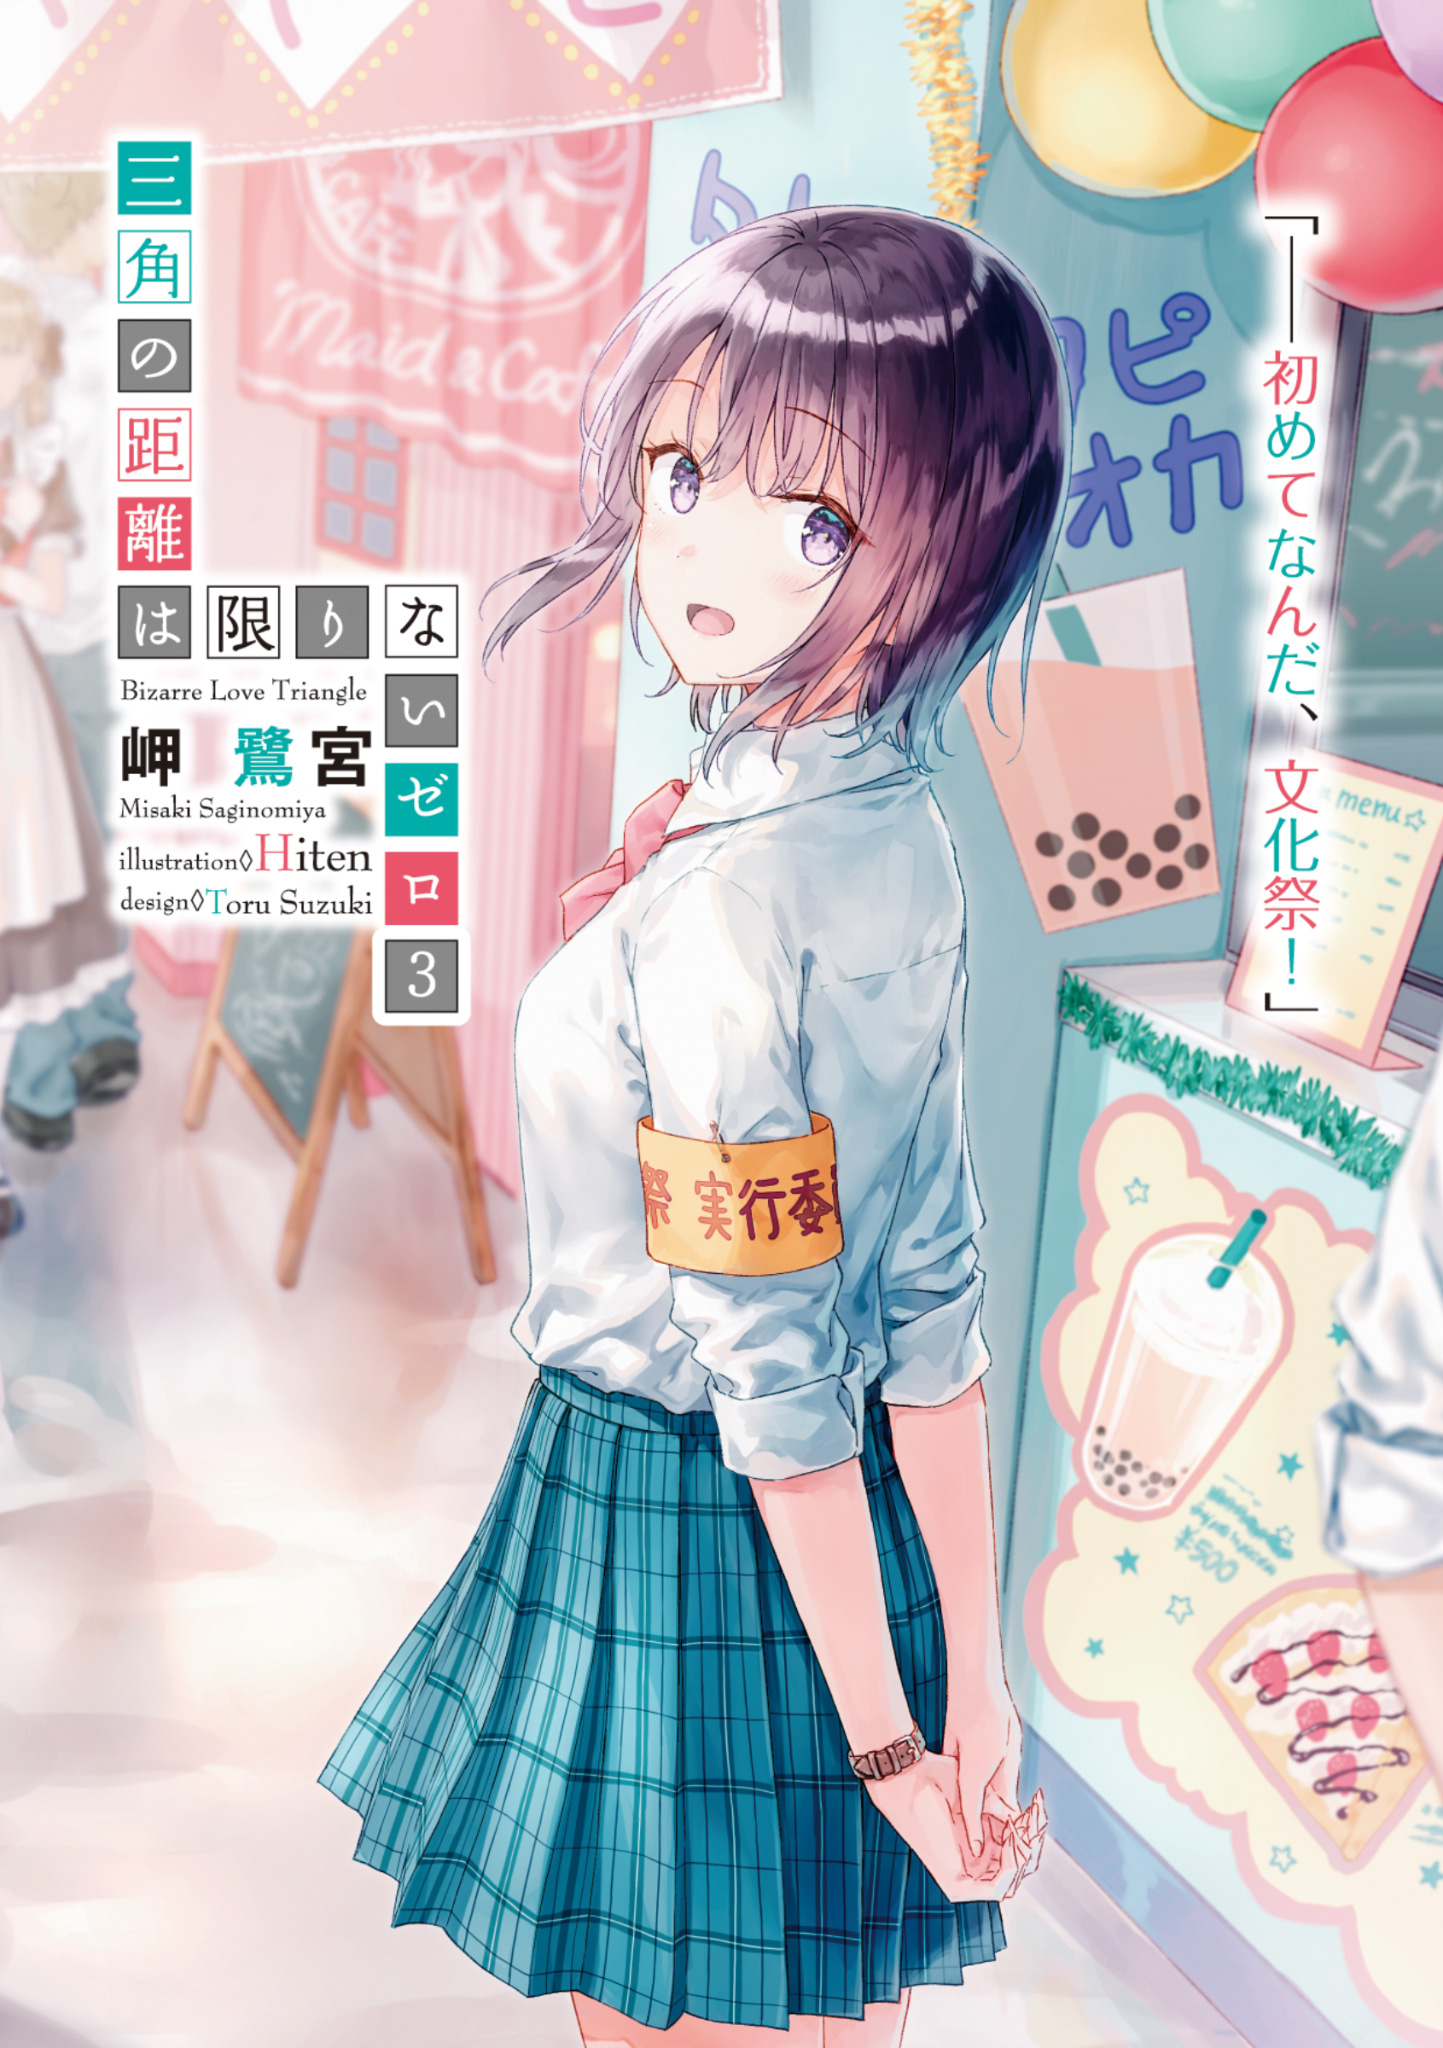 「――初めてなんだ、文化祭！」
三角の距離は限りないゼロ 3
Bizarre Love Triangle
岬 鷺宮
Misaki Saginomiya
illustration◊Hiten
design◊Toru Suzuki
CAFE
Maid & Caf
タピオカ
menu☆
祭 実行委
¥500